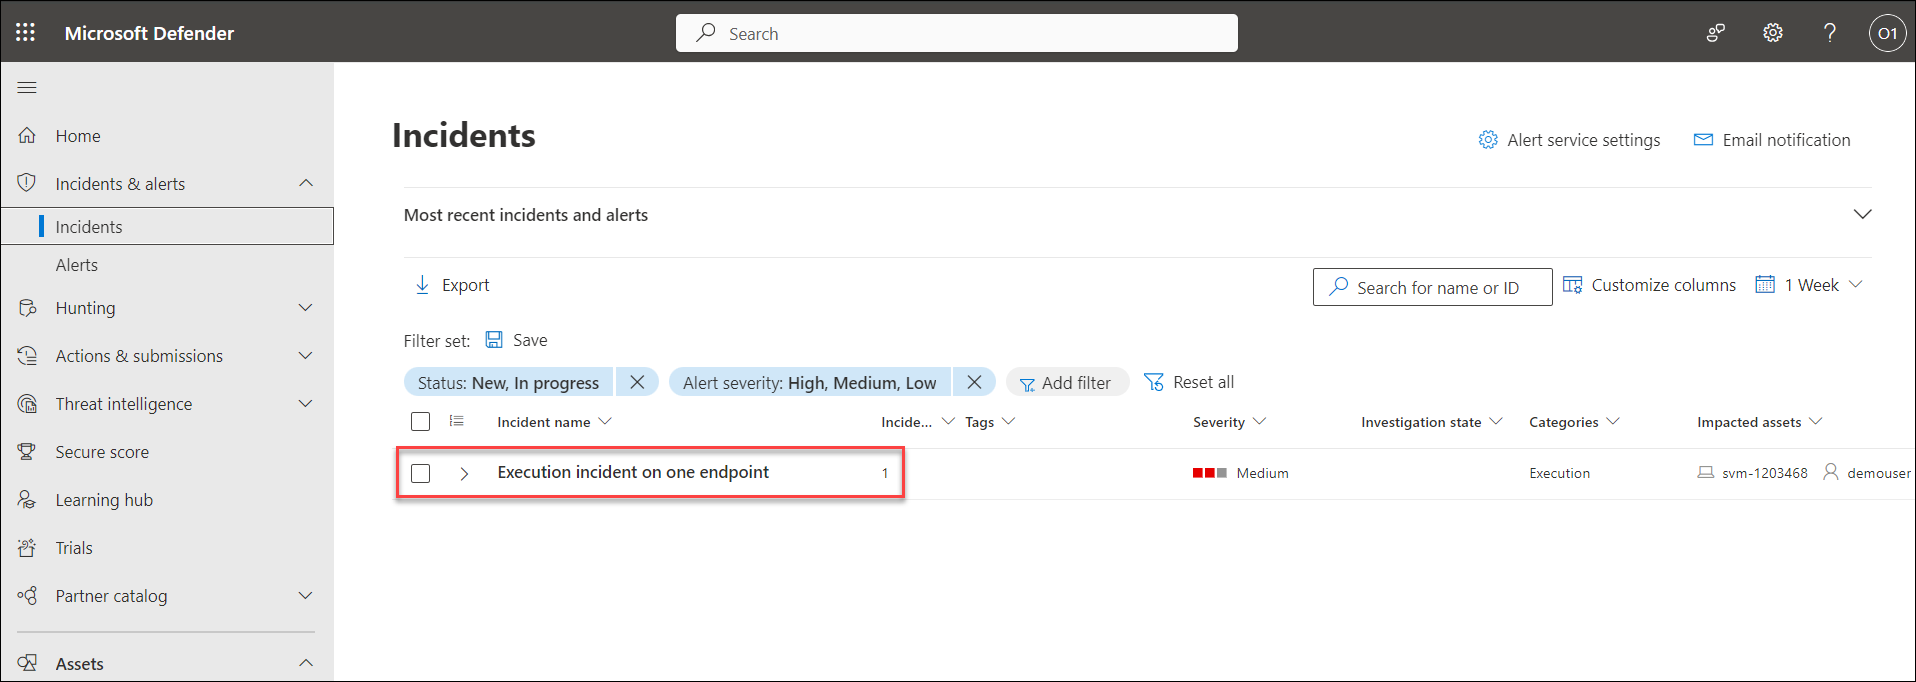 Microsoft Defender
Search
O1
Home
Incidents & alerts
Incidents
Alerts
Hunting
Actions & submissions
Threat intelligence
Secure score
Learning hub
Trials
Partner catalog
Assets
Incidents
Alert service settings
Email notification
Most recent incidents and alerts
Export
Search for name or ID
Customize columns
1 Week
Filter set:
Save
Status: New, In progress
Alert severity: High, Medium, Low
Add filter
Reset all
Incident name
Incide...
Tags
Severity
Investigation state
Categories
Impacted assets
Execution incident on one endpoint
1
Medium
Execution
svm-1203468
demouser